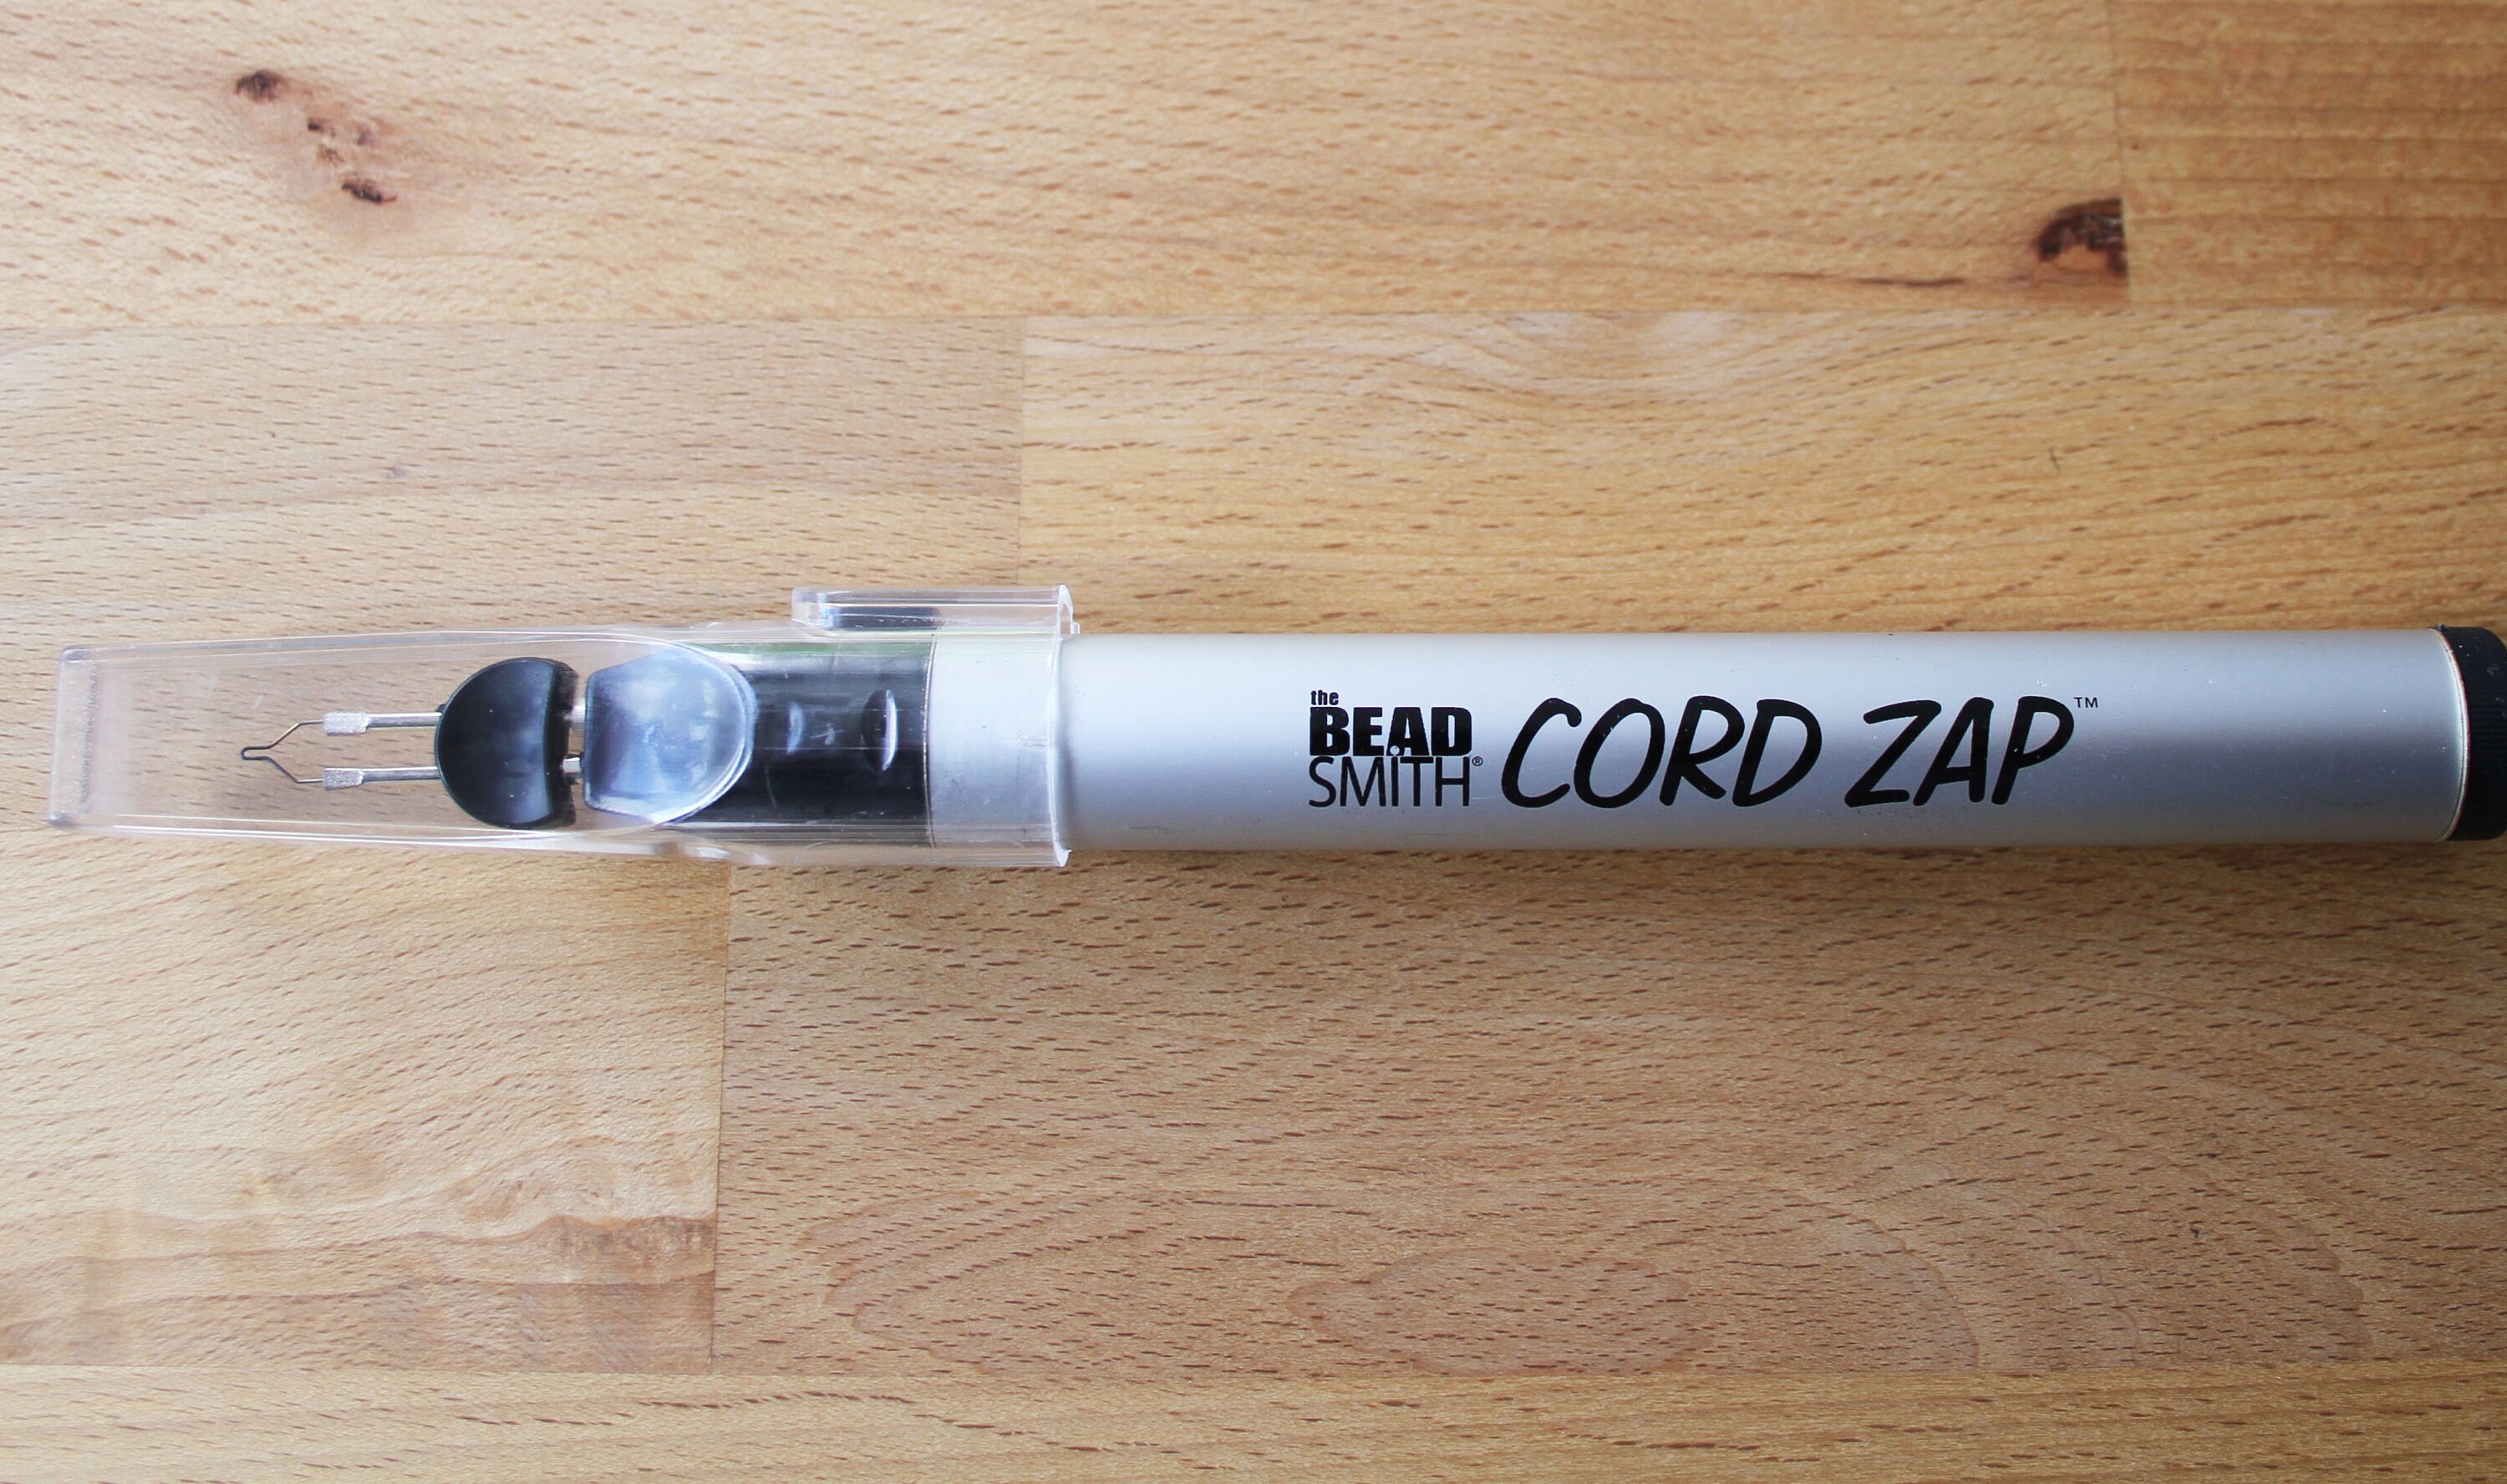 the
BEAD
SMITH®
CORD ZAP™